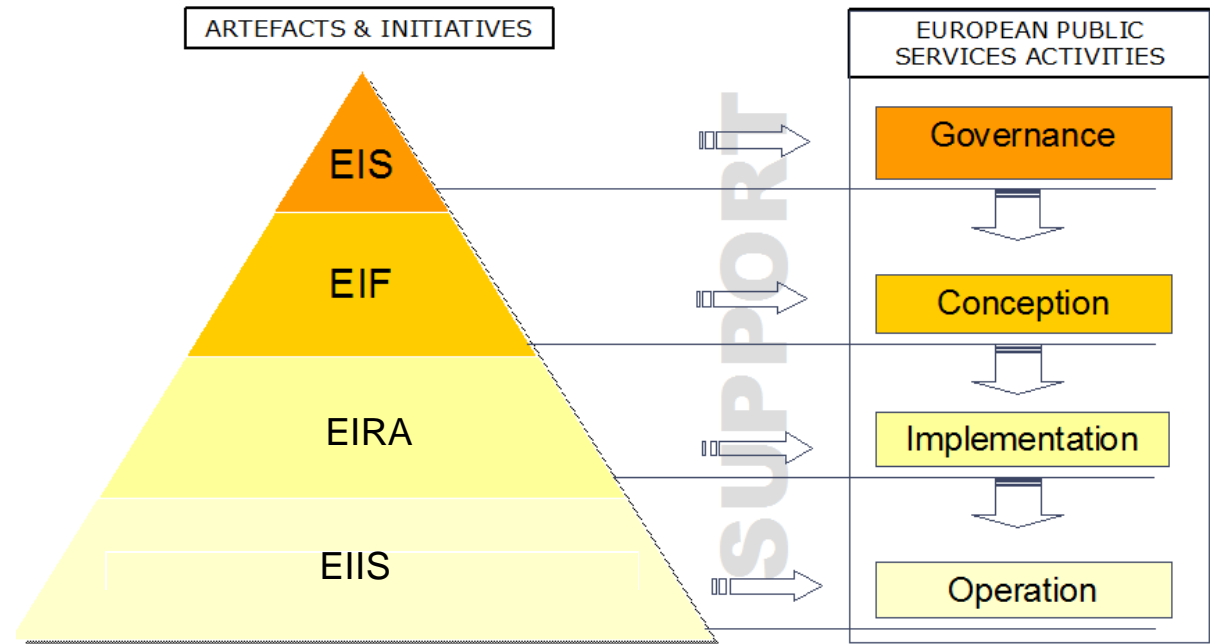 ARTEFACTS & INITIATIVES
EUROPEAN PUBLIC
SERVICES ACTIVITIES
EIS
EIF
EIRA
EIIS
SUPPORT
Governance
Conception
Implementation
Operation